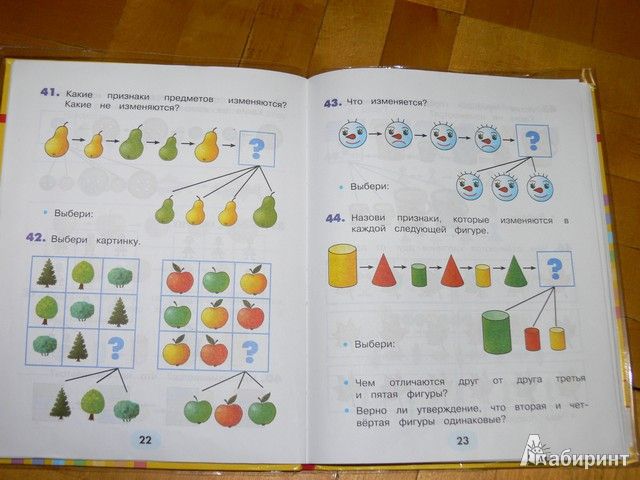 41. Какие признаки предметов изменяются?
Какие не изменяются?
?
Выбери:
42. Выбери картинку.
?
?
22
43. Что изменяется?
?
Выбери:
44. Назови признаки, которые изменяются в
каждой следующей фигуре.
?
Выбери:
Чем отличаются друг от друга третья
и пятая фигуры?
Верно ли утверждение, что вторая и чет-
вёртая фигуры одинаковые?
23
Лабиринт